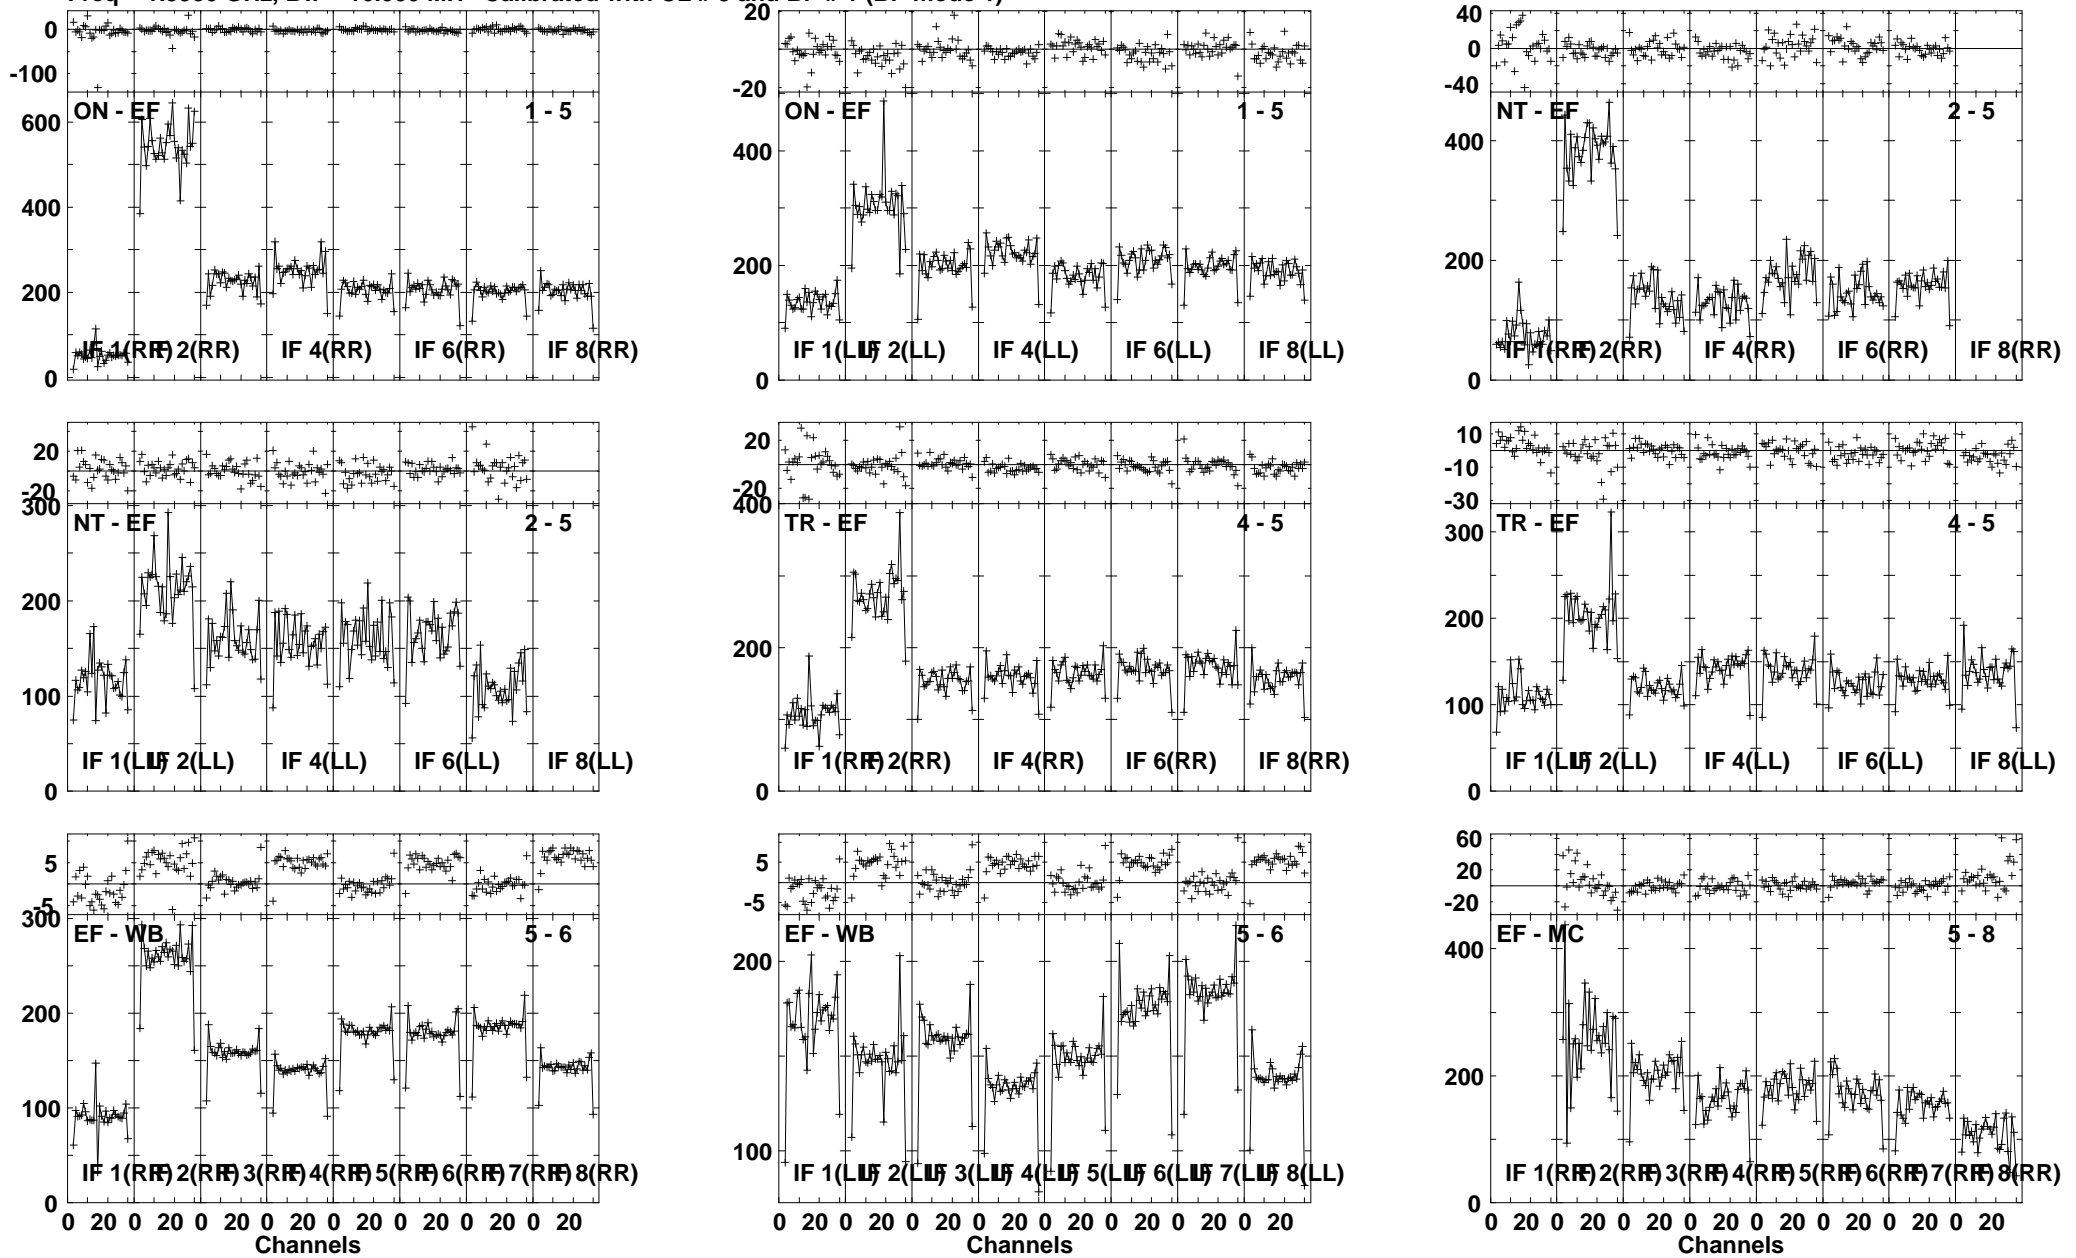 0 20 20
-100 -20 40 0 -40
ON - EF 1 - 5 ON - EF 1 - 5 NT - EF 2 - 5
600 400 400
400
200 200 200
IF 2(RR) IF 4(RR) IF 6(RR) IF 8(RR) IF 1(LL) IF 2(LL) IF 4(LL) IF 6(LL) IF 8(LL) IF 1(RR) IF 2(RR) IF 4(RR) IF 6(RR) IF 8(RR)
0 0 0
20 20 10
-20 -20 -10
-30
300 400 300
NT - EF 2 - 5 TR - EF 4 - 5 TR - EF 4 - 5
200 200 200
100 100
IF 1(LL) IF 2(LL) IF 4(LL) IF 6(LL) IF 8(LL) IF 1(RR) IF 2(RR) IF 4(RR) IF 6(RR) IF 8(RR) IF 1(LL) IF 2(LL) IF 4(LL) IF 6(LL) IF 8(LL)
0 0 0
5 5 60
20
-5 -5 -20
300
EF - WB 5 - 6 EF - WB 5 - 6 EF - MC 5 - 8
200 200 400
100 100 200
IF 1(RR) IF 2(RR) IF 3(RR) IF 4(RR) IF 5(RR) IF 6(RR) IF 7(RR) IF 8(RR) IF 1(LL) IF 2(LL) IF 3(LL) IF 4(LL) IF 5(LL) IF 6(LL) IF 7(LL) IF 8(LL) IF 1(RR) IF 2(RR) IF 3(RR) IF 4(RR) IF 5(RR) IF 6(RR) IF 7(RR) IF 8(RR)
0 0
0 20 0 20 0 20 0 20 0 20 0 20 0 20 0 20 0 20 0 20 0 20 0 20 0 20 0 20 0 20 0 20 0 20 0 20 0 20 0 20 0 20 0 20 0 20 0 20
Channels Channels Channels